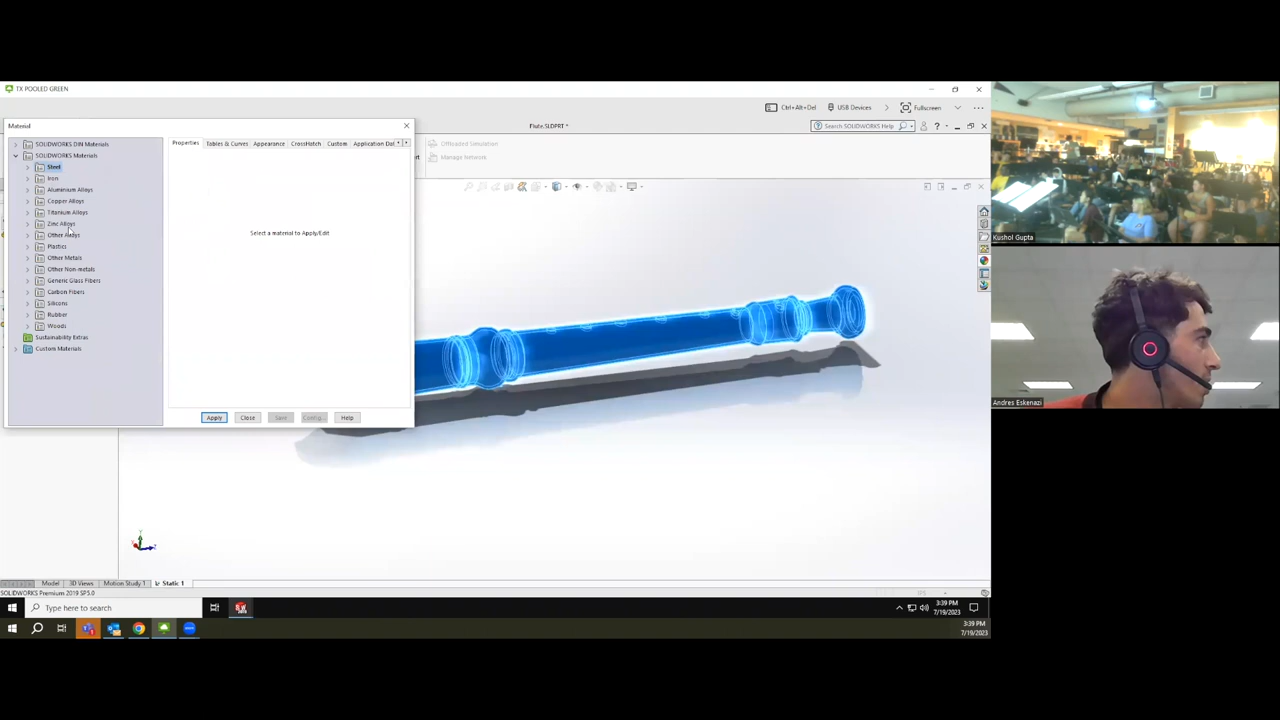 TX POOLED GREEN
Ctrl+Alt+Del
USB Devices
Fullscreen
Material
Flute.SLDPRT *
Search SOLIDWORKS Help
SOLIDWORKS DIN Materials
SOLIDWORKS Materials
Steel
Iron
Aluminium Alloys
Copper Alloys
Titanium Alloys
Zinc Alloys
Other Alloys
Plastics
Other Metals
Other Non-metals
Generic Glass Fibers
Carbon Fibers
Silicons
Rubber
Woods
Sustainability Extras
Custom Materials
Properties
Tables & Curves
Appearance
CrossHatch
Custom
Application Dat
Select a material to Apply/Edit
Apply
Close
Save
Config...
Help
Offloaded Simulation
Manage Network
Kushol Gupta
Andres Eskenazi
Model
3D Views
Motion Study 1
Static 1
SOLIDWORKS Premium 2019 SP5.0
IPS
Type here to search
3:39 PM
7/19/2023
3:39 PM
7/19/2023